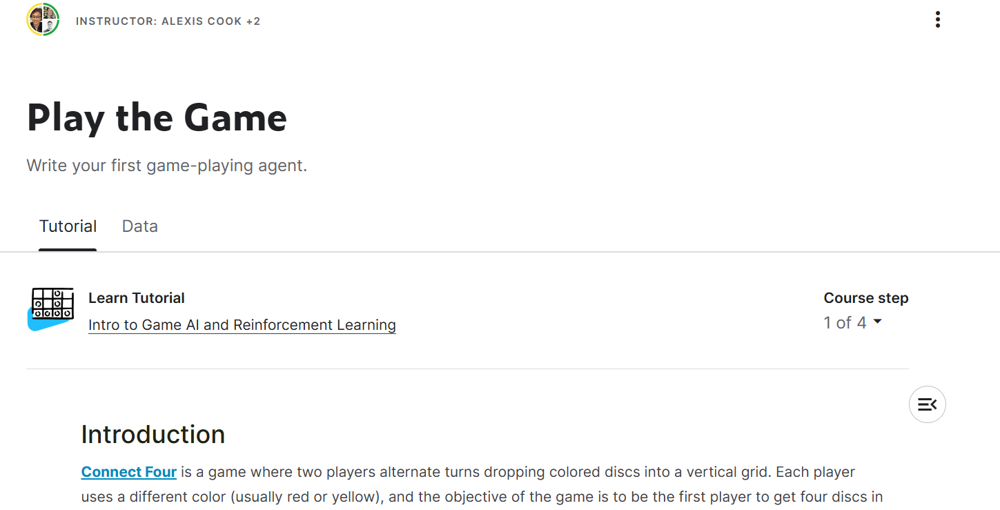 INSTRUCTOR: ALEXIS COOK +2
Play the Game
Write your first game-playing agent.
Tutorial Data
Learn Tutorial
Intro to Game AI and Reinforcement Learning
Course step
1 of 4
Introduction
Connect Four is a game where two players alternate turns dropping colored discs into a vertical grid. Each player
uses a different color (usually red or yellow), and the objective of the game is to be the first player to get four discs in